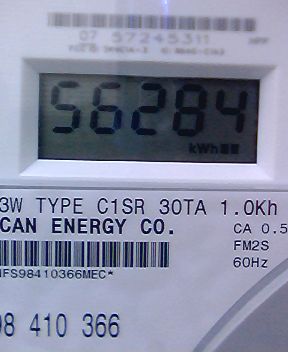 07 57245311
56284
kWh
3W TYPE C1SR 30TA 1.0Kh
CAN ENERGY CO.
CA 0.5
FM2S
60Hz
IFS98410366MEC*
98 410 366